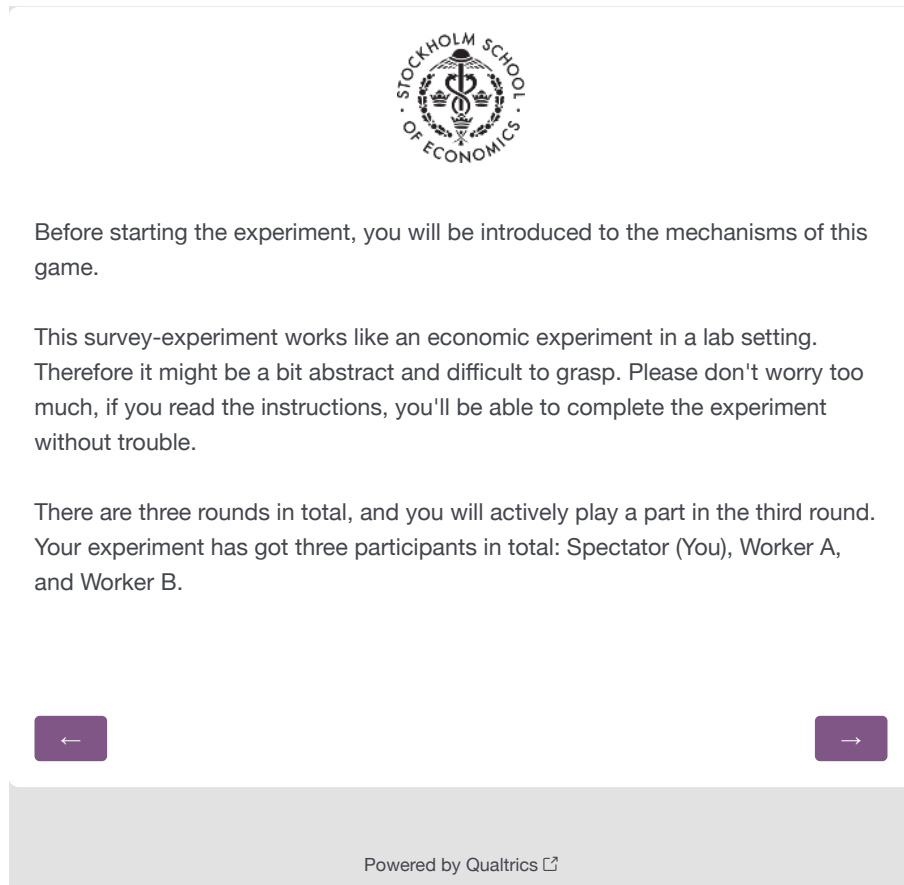 STOCKHOLM SCHOOL
OF ECONOMICS
Before starting the experiment, you will be introduced to the mechanisms of this
game.
This survey-experiment works like an economic experiment in a lab setting.
Therefore it might be a bit abstract and difficult to grasp. Please don't worry too
much, if you read the instructions, you'll be able to complete the experiment
without trouble.
There are three rounds in total, and you will actively play a part in the third round.
Your experiment has got three participants in total: Spectator (You), Worker A,
and Worker B.
← →
Powered by Qualtrics